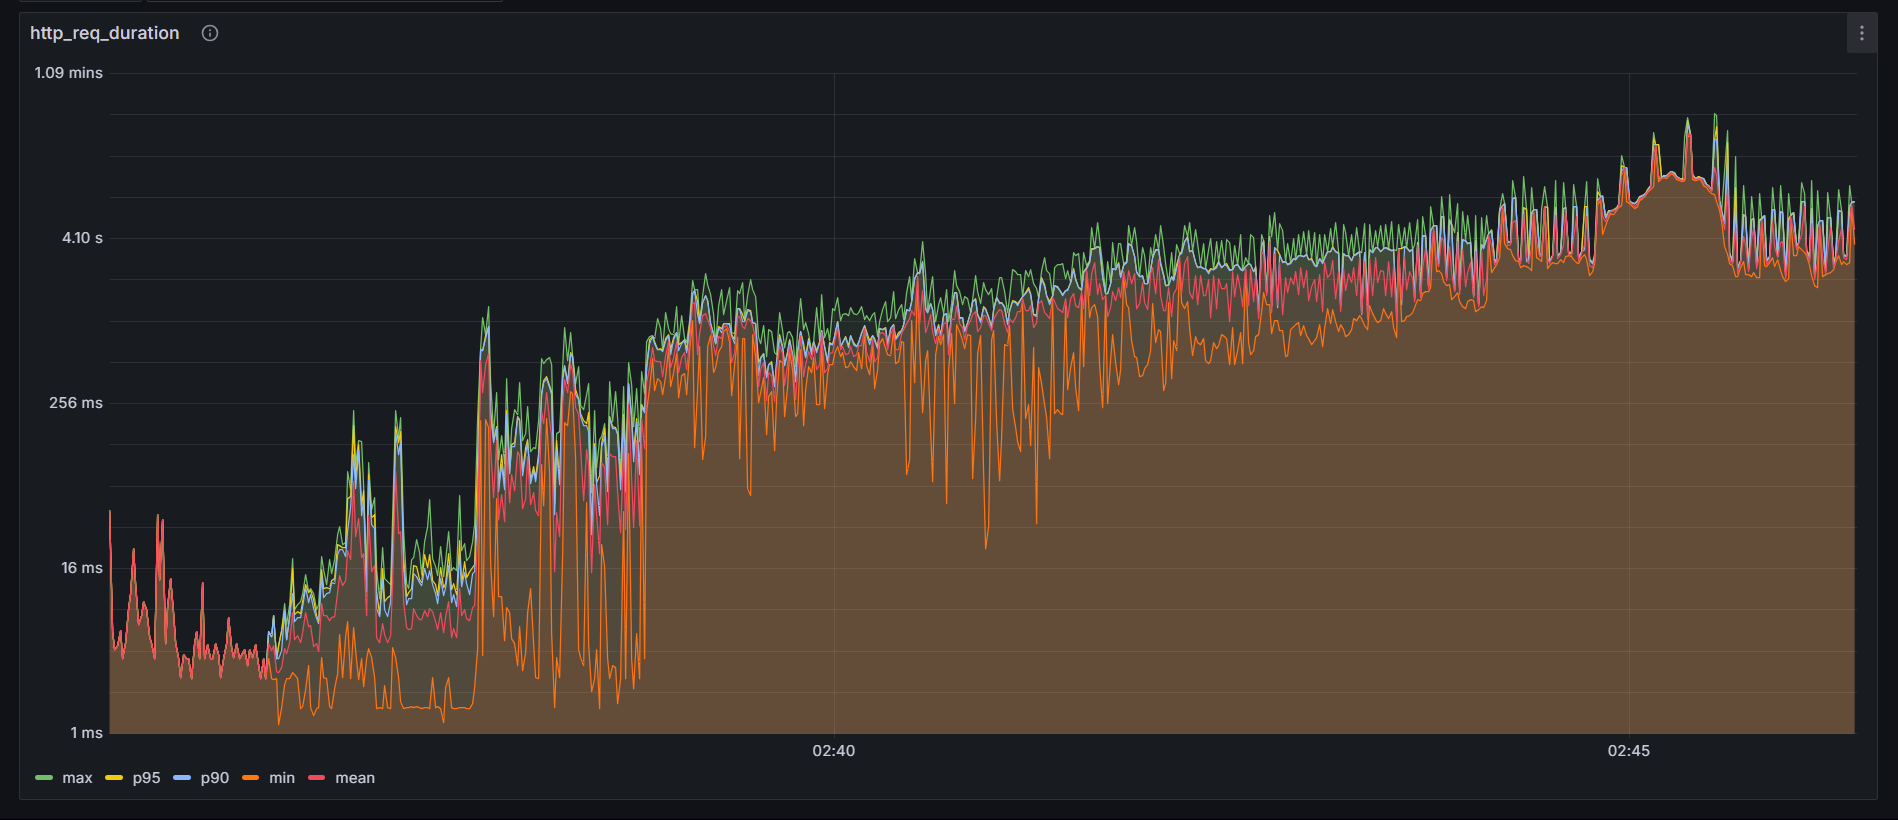 http_req_duration
1.09 mins
4.10 s
256 ms
16 ms
1 ms
02:40
02:45
max p95 p90 min mean